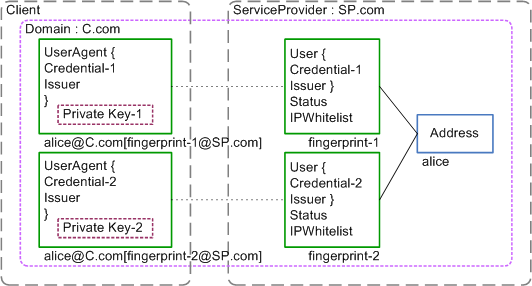 Client
ServiceProvider : SP.com
Domain : C.com
UserAgent {
Credential-1
Issuer
}
Private Key-1
alice@C.com[fingerprint-1@SP.com]
User {
Credential-1
Issuer }
Status
IPWhitelist
fingerprint-1
Address
alice
UserAgent {
Credential-2
Issuer
}
Private Key-2
alice@C.com[fingerprint-2@SP.com]
User {
Credential-2
Issuer }
Status
IPWhitelist
fingerprint-2